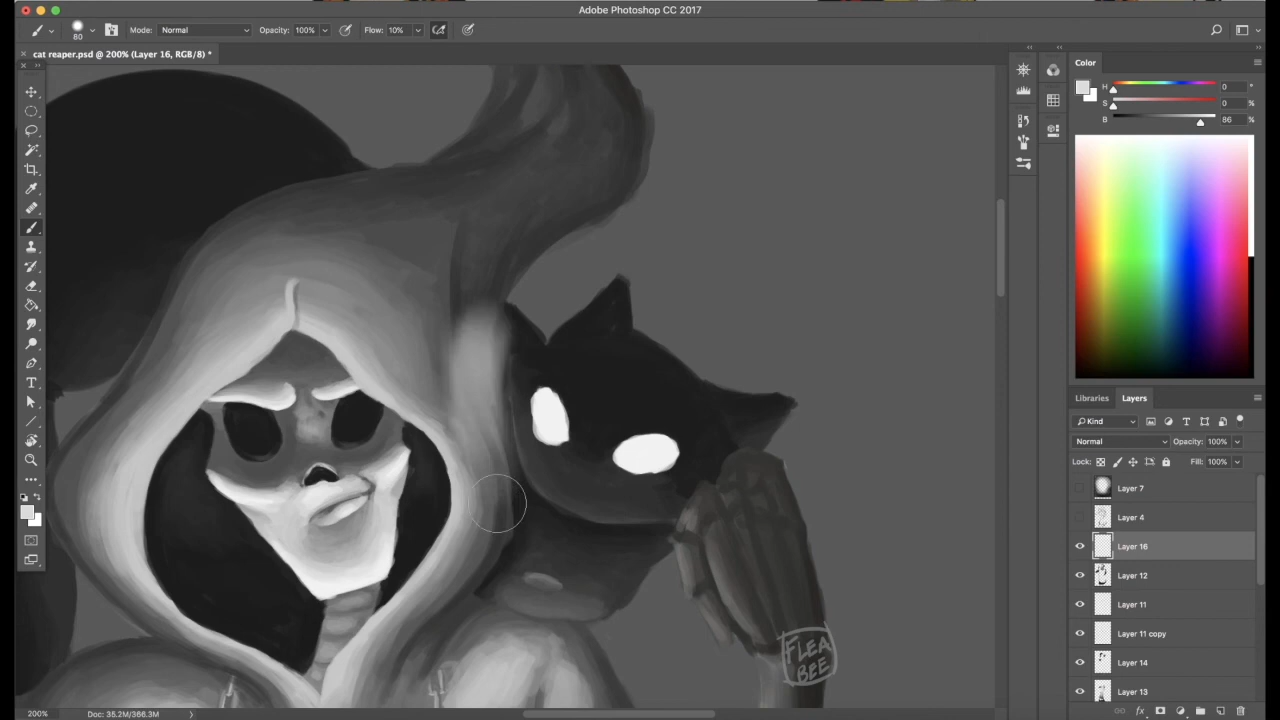 Adobe Photoshop CC 2017
80
Mode: Normal
Opacity: 100%
Flow: 10%
cat reaper.psd @ 200% (Layer 16, RGB/8) *
Color
H 0 °
S 0 %
B 86 %
Libraries Layers
Kind
Normal Opacity: 100%
Lock: Fill: 100%
Layer 7
Layer 4
Layer 16
Layer 12
Layer 11
Layer 11 copy
Layer 14
Layer 13
fx
FLEA
BEE
200% Doc: 35.2M/366.3M